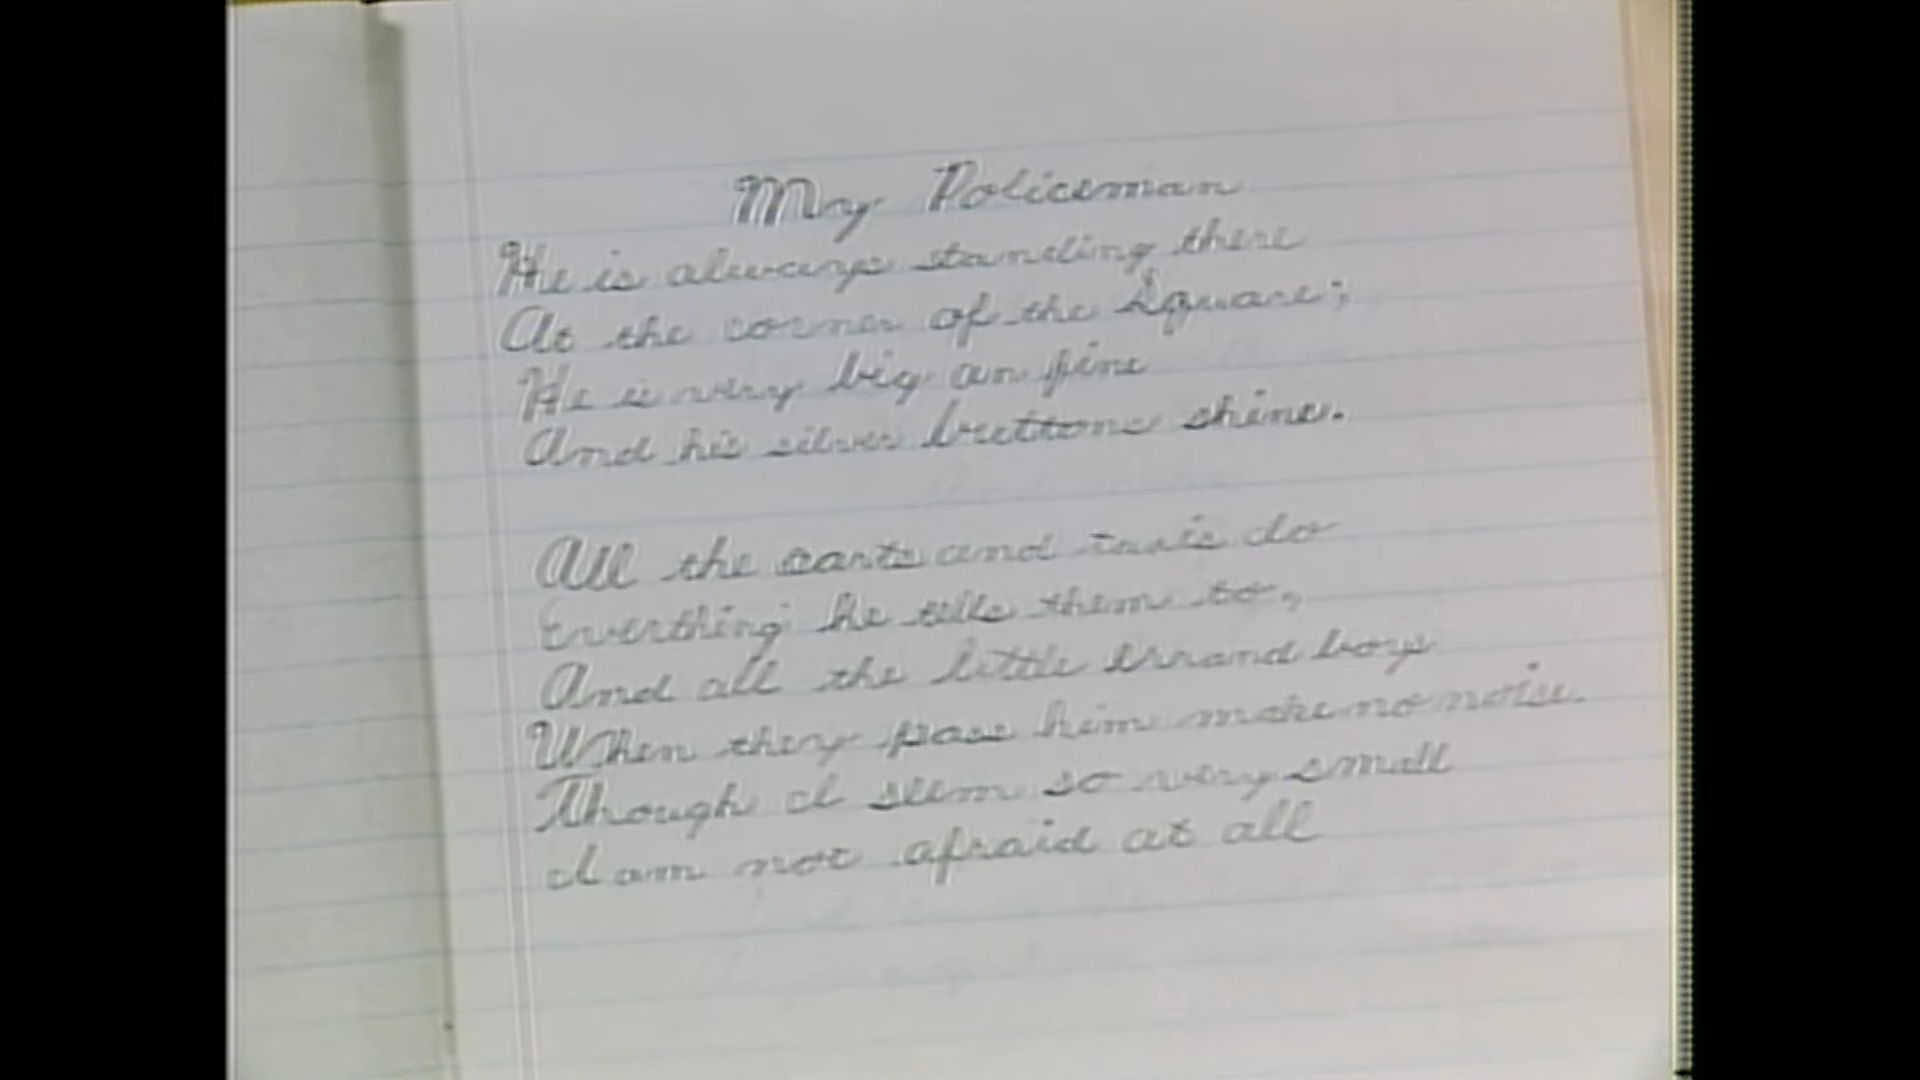 My Policeman
He is always standing there
At the corner of the Square;
He is very big an fine
And his silver buttons shine.
All the carts and taxis do
Everthing he tells them to,
And all the little errand boys
When they pass him make no noise.
Though I seem so very small
I am not afraid at all